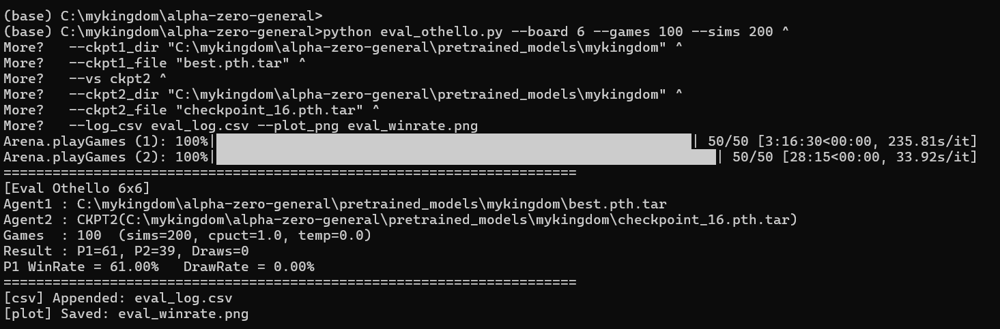 (base) C:\mykingdom\alpha-zero-general>
(base) C:\mykingdom\alpha-zero-general>python eval_othello.py --board 6 --games 100 --sims 200 ^
More?   --ckpt1_dir "C:\mykingdom\alpha-zero-general\pretrained_models\mykingdom" ^
More?   --ckpt1_file "best.pth.tar" ^
More?   --vs ckpt2 ^
More?   --ckpt2_dir "C:\mykingdom\alpha-zero-general\pretrained_models\mykingdom" ^
More?   --ckpt2_file "checkpoint_16.pth.tar" ^
More?   --log_csv eval_log.csv --plot_png eval_winrate.png
Arena.playGames (1): 100%|██████████| 50/50 [3:16:30<00:00, 235.81s/it]
Arena.playGames (2): 100%|██████████| 50/50 [28:15<00:00, 33.92s/it]
======================================================================
[Eval Othello 6x6]
Agent1 : C:\mykingdom\alpha-zero-general\pretrained_models\mykingdom\best.pth.tar
Agent2 : CKPT2(C:\mykingdom\alpha-zero-general\pretrained_models\mykingdom\checkpoint_16.pth.tar)
Games  : 100  (sims=200, cpuct=1.0, temp=0.0)
Result : P1=61, P2=39, Draws=0
P1 WinRate = 61.00%   DrawRate = 0.00%
======================================================================
[csv] Appended: eval_log.csv
[plot] Saved: eval_winrate.png